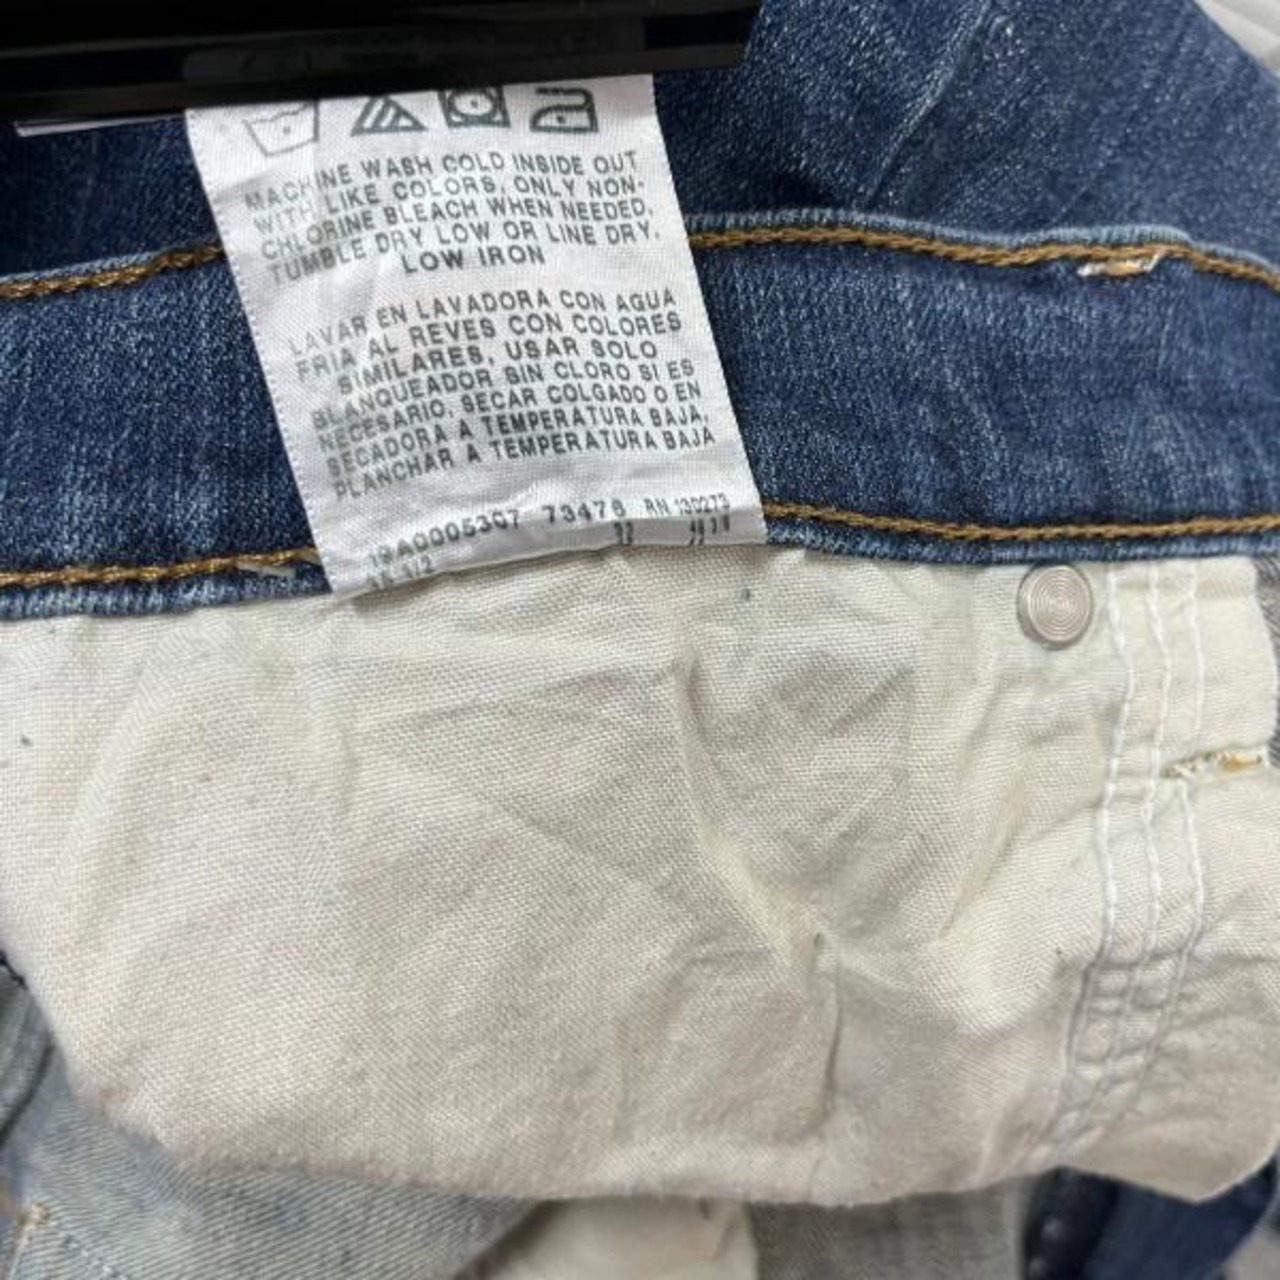 MACHINE WASH COLD INSIDE OUT
WITH LIKE COLORS, ONLY NON-
CHLORINE BLEACH WHEN NEEDED,
TUMBLE DRY LOW OR LINE DRY.
LOW IRON
LAVAR EN LAVADORA CON AGUA
FRIA AL REVES CON COLORES
SIMILARES, USAR SOLO
BLANQUEADOR SIN CLORO SI ES
NECESARIO, SECAR COLGADO O EN
SECADORA A TEMPERATURA BAJA,
PLANCHAR A TEMPERATURA BAJA
73476 RN 130273